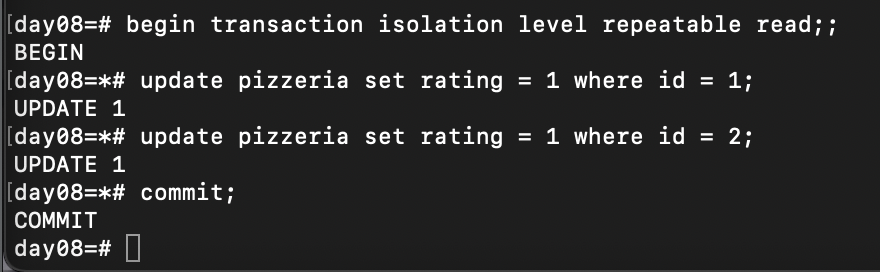 [day08=# begin transaction isolation level repeatable read;;
BEGIN
[day08=*# update pizzeria set rating = 1 where id = 1;
UPDATE 1
[day08=*# update pizzeria set rating = 1 where id = 2;
UPDATE 1
[day08=*# commit;
COMMIT
day08=#